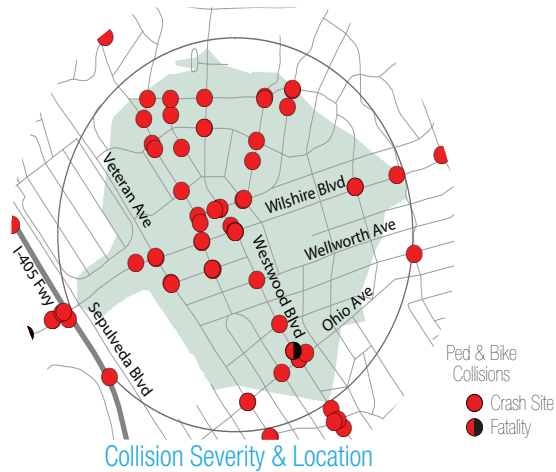 Veteran Ave
Wilshire Blvd
Wellworth Ave
Westwood Blvd
I-405 Fwy
Sepulveda Blvd
Ohio Ave
Ped & Bike
Collisions
Crash Site
Fatality
Collision Severity & Location